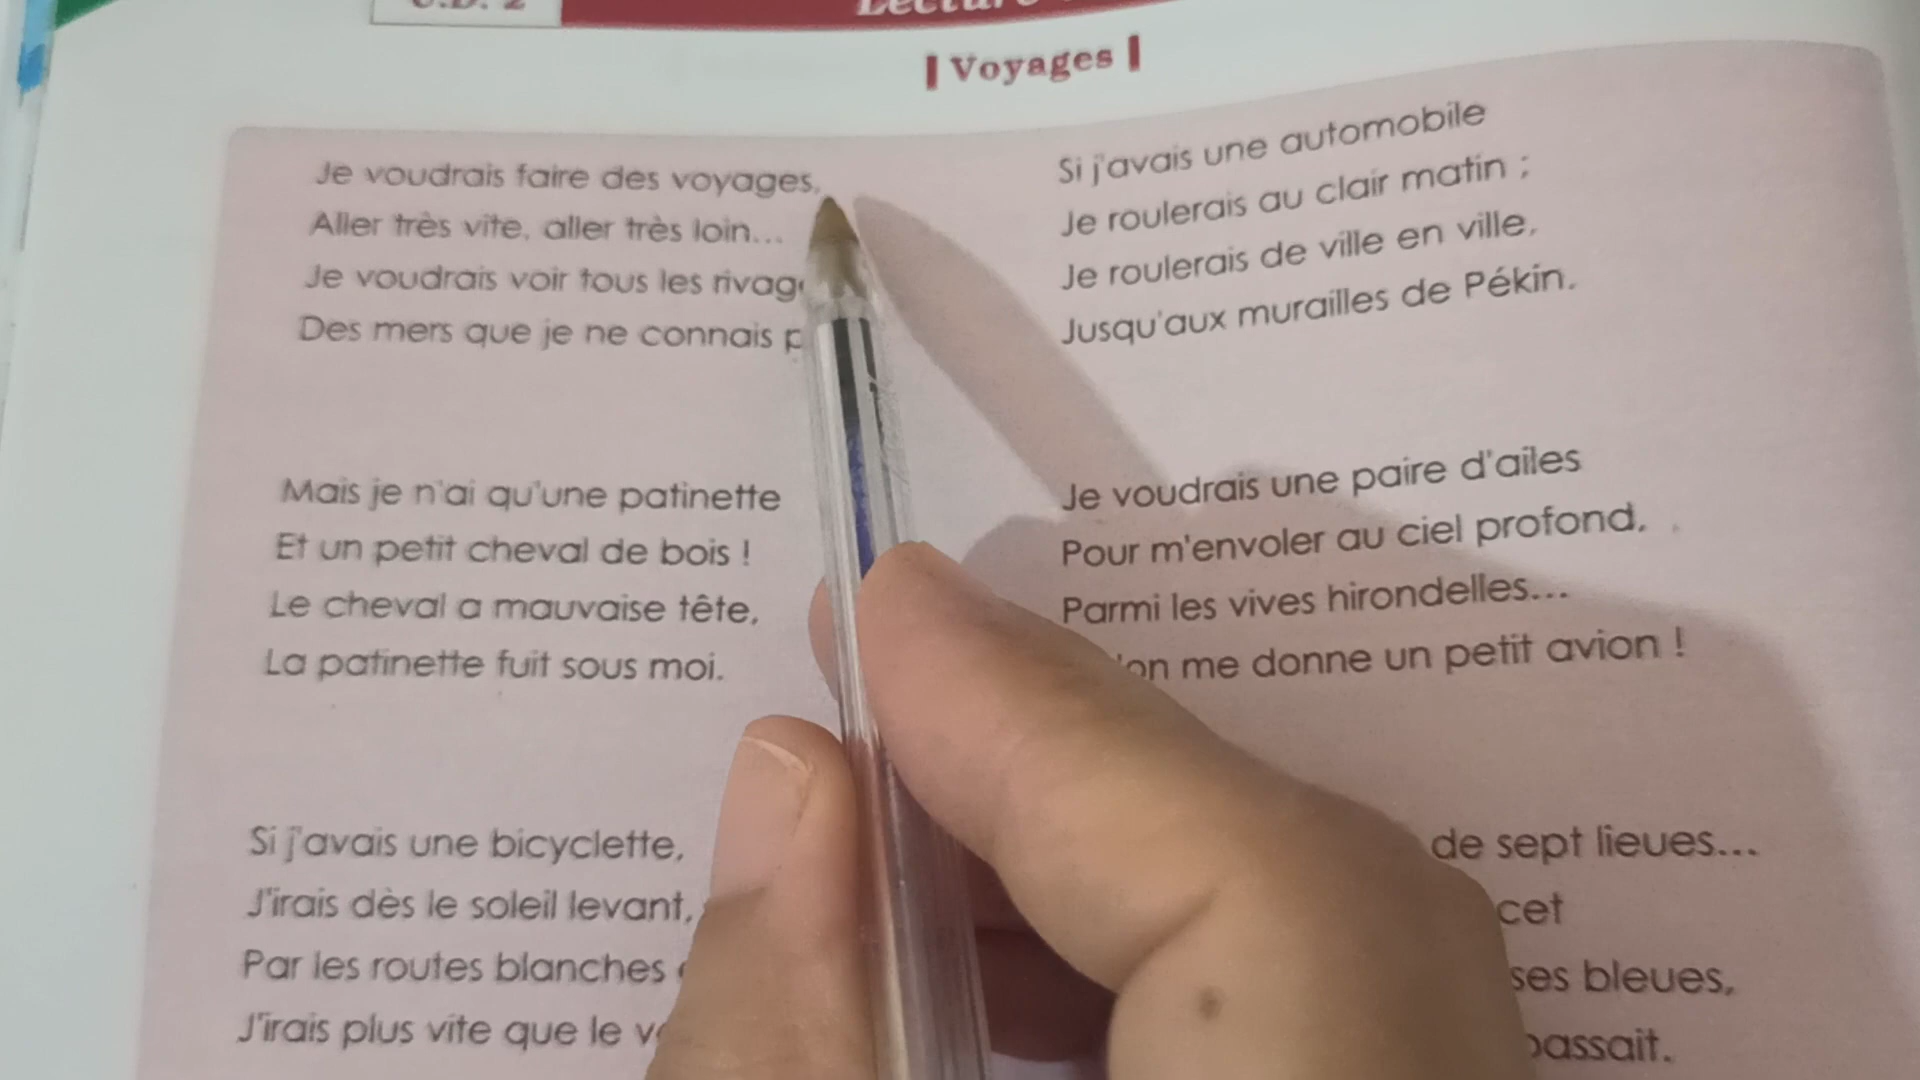 Voyages
Je voudrais faire des voyages,
Aller très vite, aller très loin...
Je voudrais voir tous les
Des mers que je ne connais
Mais je n'ai qu'une patinette
Et un petit cheval de bois !
Le cheval a mauvaise tête,
La patinette fuit sous moi.
Si j'avais une bicyclette,
J'irais dès le soleil levant,
Par les routes blanches
J'irais plus vite que le
Si j'avais une automobile
Je roulerais au clair matin ;
Je roulerais de ville en ville,
Jusqu'aux murailles de Pékin.
Je voudrais une paire d'ailes
Pour m'envoler au ciel profond,
Parmi les vives hirondelles...
'on me donne un petit avion !
de sept lieues...
cet
ses bleues,
passait.